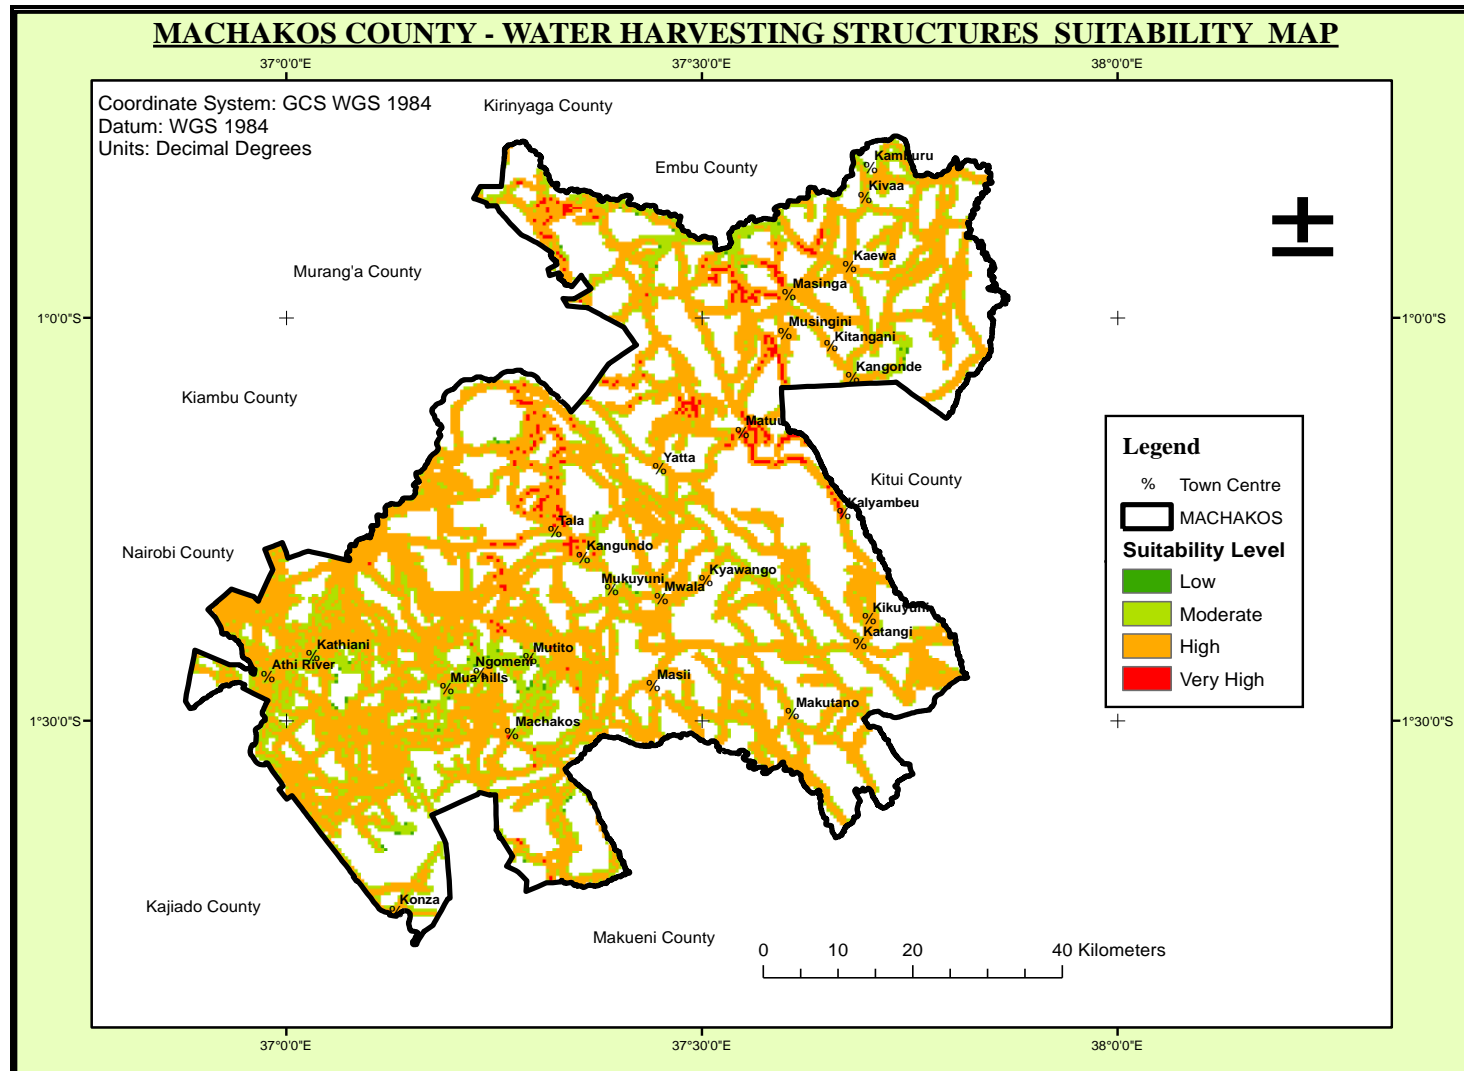 MACHAKOS COUNTY - WATER HARVESTING STRUCTURES SUITABILITY MAP
37°0'0"E 37°30'0"E 38°0'0"E
Coordinate System: GCS WGS 1984
Datum: WGS 1984
Units: Decimal Degrees
Kirinyaga County
Embu County
Kamburu
Kivaa
Murang'a County
Kaewa
Masinga
1°0'0"S 1°0'0"S
Musingini
Kitangani
Kangonde
Kiambu County
Matuu
Yatta
Kitui County
Kalyambeu
Tala
Nairobi County
Kangundo
Kyawango
Mukuyuni
Mwala
Kikuyuni
Katangi
Kathiani
Mutito
Athi River
Ngomeni
Mua hills
Masii
Makutano
Machakos
1°30'0"S 1°30'0"S
Konza
Kajiado County
Makueni County
Legend
% Town Centre
MACHAKOS
Suitability Level
Low
Moderate
High
Very High
0 10 20 40 Kilometers
37°0'0"E 37°30'0"E 38°0'0"E